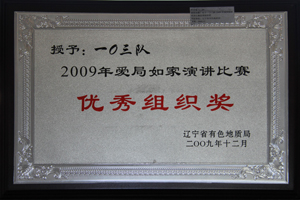 授予：一〇三队
2009年爱局如家演讲比赛
优秀组织奖
辽宁省有色地质局
二〇〇九年十二月